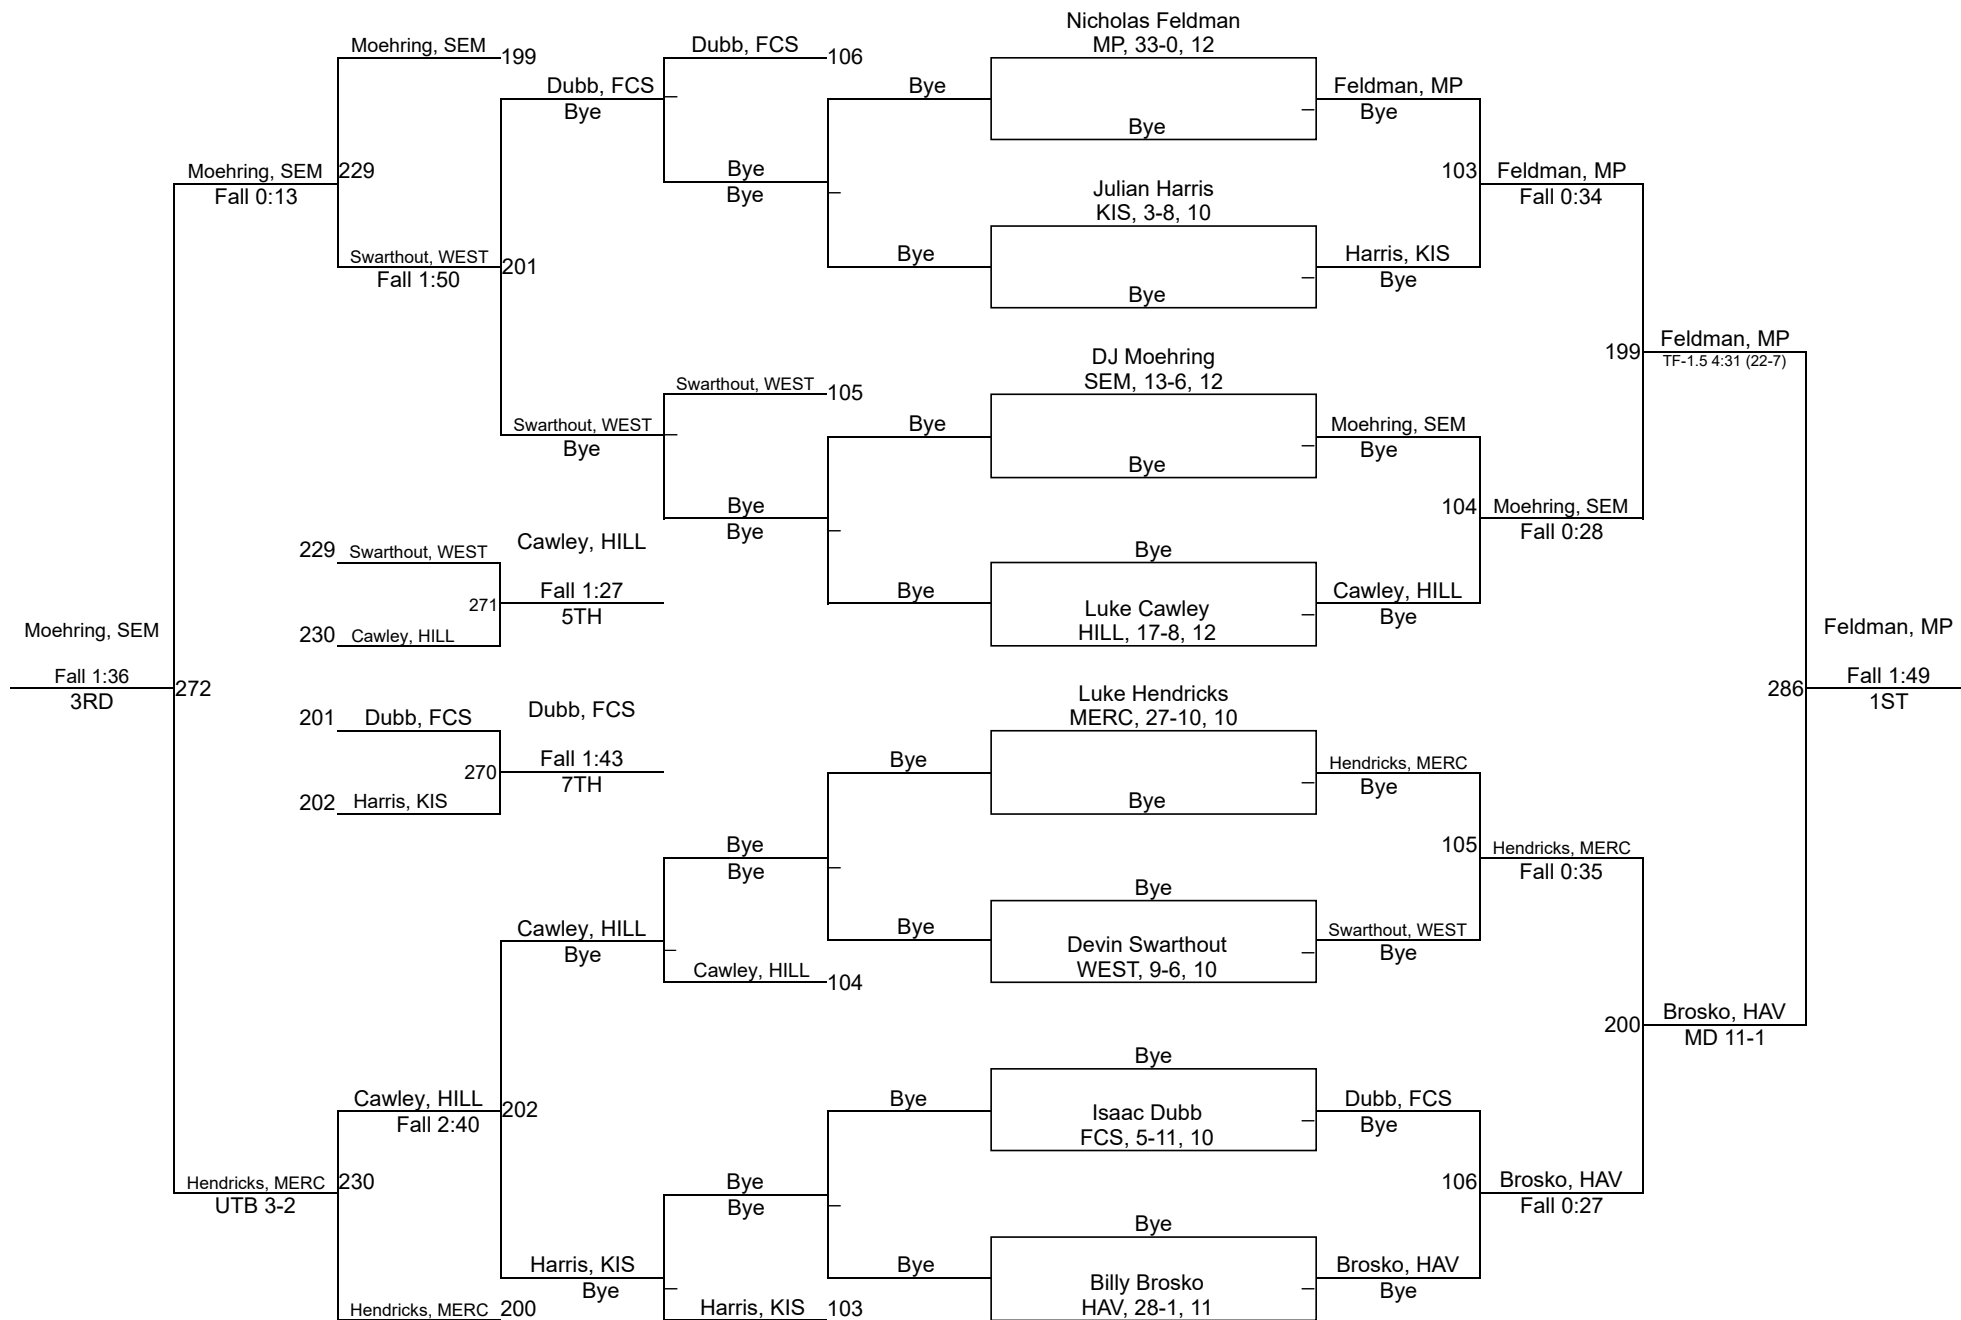 Nicholas Feldman
MP, 33-0, 12
Moehring, SEM
199
Dubb, FCS
106
Dubb, FCS
Bye
Bye
Bye
Feldman, MP
Bye
Moehring, SEM
229
Fall 0:13
Bye
Bye
103
Feldman, MP
Fall 0:34
Julian Harris
KIS, 3-8, 10
Swarthout, WEST
201
Fall 1:50
Bye
Bye
Harris, KIS
Bye
DJ Moehring
SEM, 13-6, 12
199
Feldman, MP
TF-1.5 4:31 (22-7)
Swarthout, WEST
105
Swarthout, WEST
Bye
Bye
Bye
Moehring, SEM
Bye
Bye
Bye
104
Moehring, SEM
Fall 0:28
229
Swarthout, WEST
Cawley, HILL
Bye
271
Fall 1:27
5TH
Bye
Luke Cawley
HILL, 17-8, 12
Cawley, HILL
Bye
230
Cawley, HILL
Moehring, SEM
Fall 1:36
3RD
272
Feldman, MP
286
Fall 1:49
1ST
Luke Hendricks
MERC, 27-10, 10
201
Dubb, FCS
Dubb, FCS
270
Fall 1:43
7TH
202
Harris, KIS
Bye
Bye
Hendricks, MERC
Bye
Bye
Bye
105
Hendricks, MERC
Fall 0:35
Bye
Cawley, HILL
Bye
Bye
Devin Swarthout
WEST, 9-6, 10
Swarthout, WEST
Bye
Cawley, HILL
104
200
Brosko, HAV
MD 11-1
Bye
Cawley, HILL
202
Fall 2:40
Bye
Isaac Dubb
FCS, 5-11, 10
Dubb, FCS
Bye
Hendricks, MERC
230
UTB 3-2
Bye
Bye
106
Brosko, HAV
Fall 0:27
Bye
Harris, KIS
Bye
Bye
Billy Brosko
HAV, 28-1, 11
Brosko, HAV
Bye
Hendricks, MERC
200
Harris, KIS
103